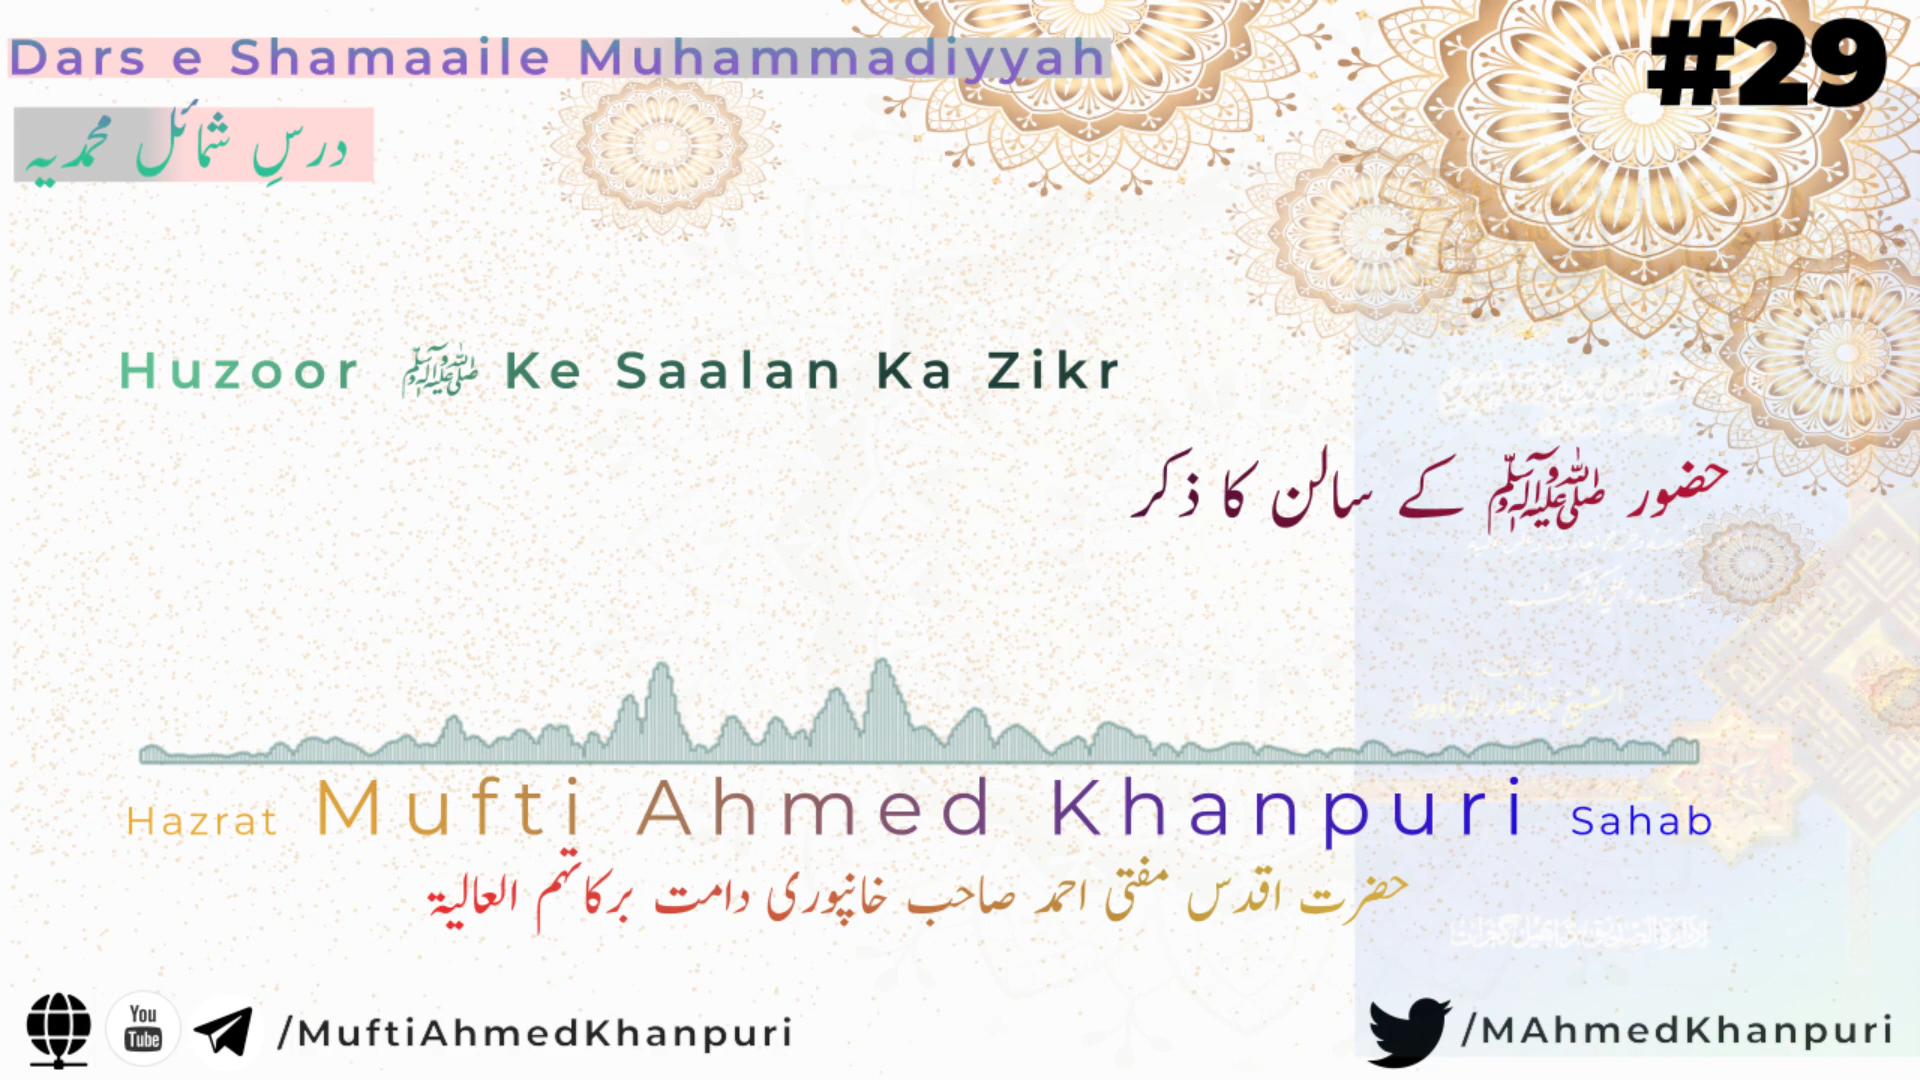 Dars e Shamaaile Muhammadiyyah
#29
درسِ شمائل محمدیہ
Huzoor ﷺ Ke Saalan Ka Zikr
حضور ﷺ کے سالن کا ذکر
Hazrat Mufti Ahmed Khanpuri Sahab
حضرت اقدس مفتی احمد صاحب خانپوری دامت برکاتہم العالیۃ
You Tube /MuftiAhmedKhanpuri
/MAhmedKhanpuri